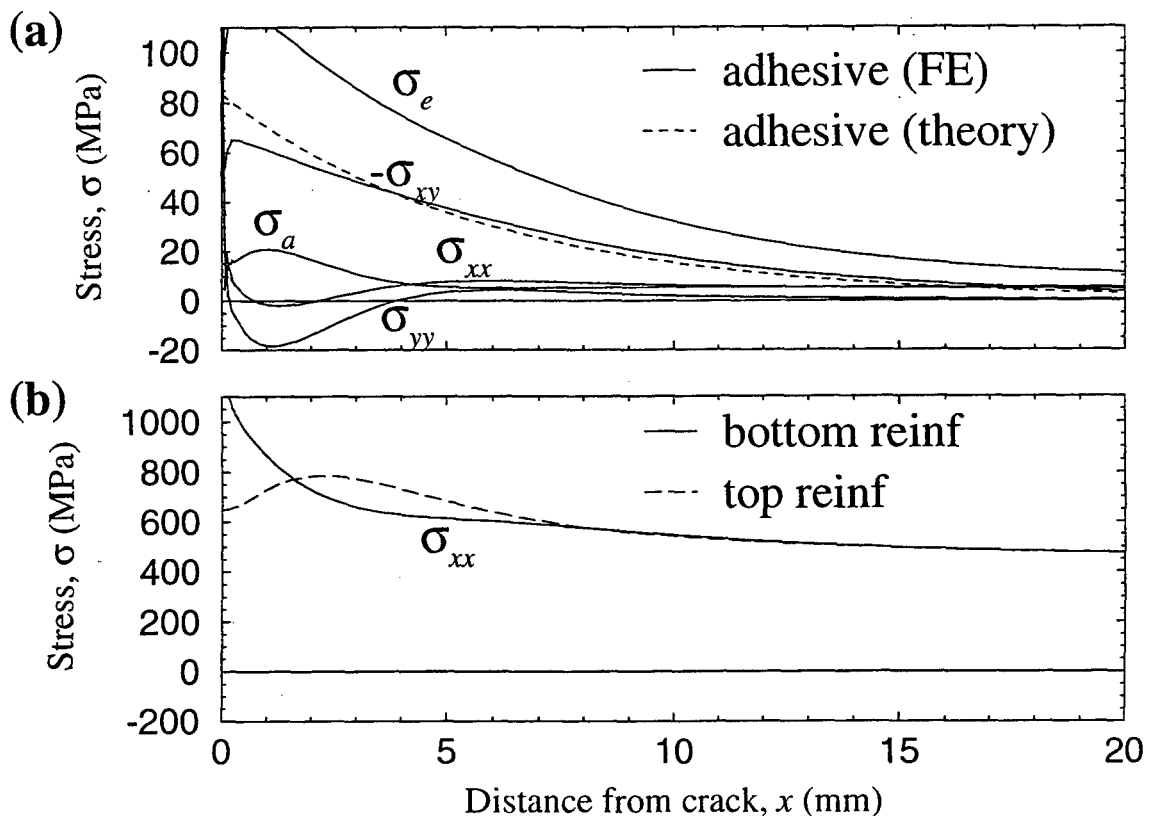 (a)
Stress, σ (MPa)
100
80
60
40
20
0
-20
adhesive (FE)
adhesive (theory)
σe
-σxy
σa
σxx
σyy
(b)
Stress, σ (MPa)
1000
800
600
400
200
0
-200
bottom reinf
top reinf
σxx
0 5 10 15 20
Distance from crack, x (mm)